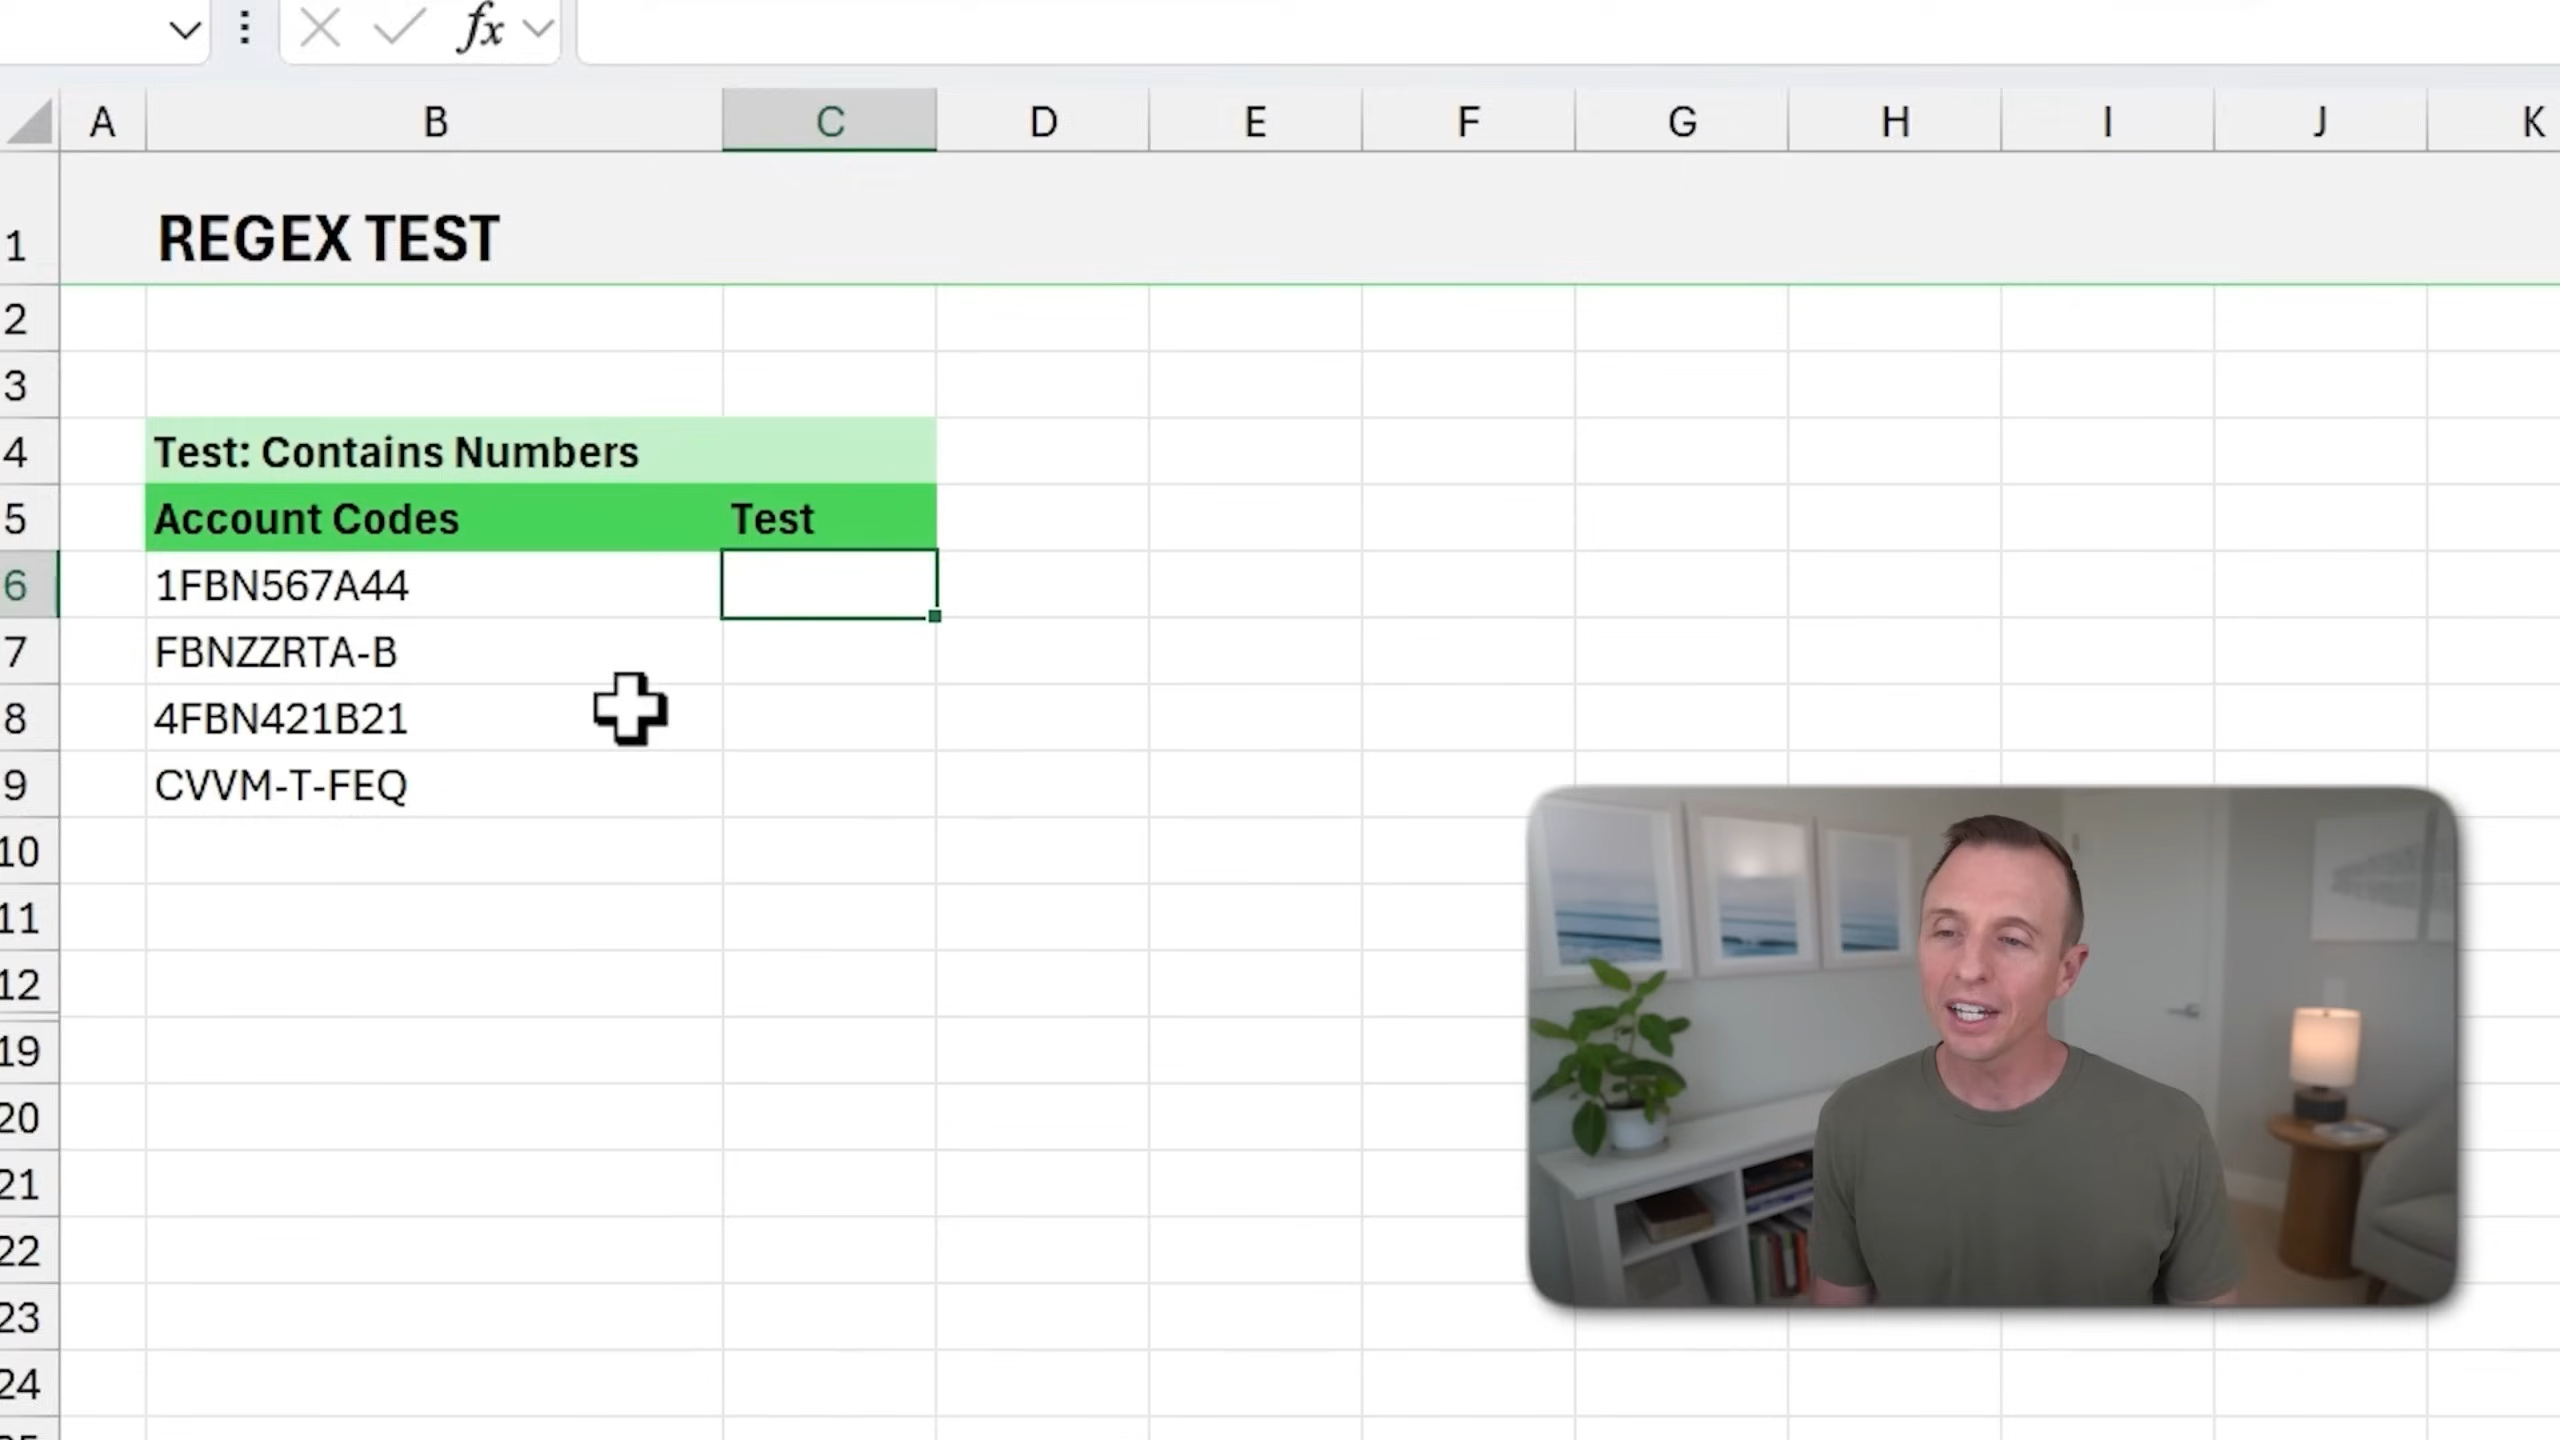 fx
A B C D E F G H I J K
1 REGEX TEST
2
3
4 Test: Contains Numbers
5 Account Codes Test
6 1FBN567A44
7 FBNZZRTA-B
8 4FBN421B21
9 CVVM-T-FEQ
10
11
12
19
20
21
22
23
24